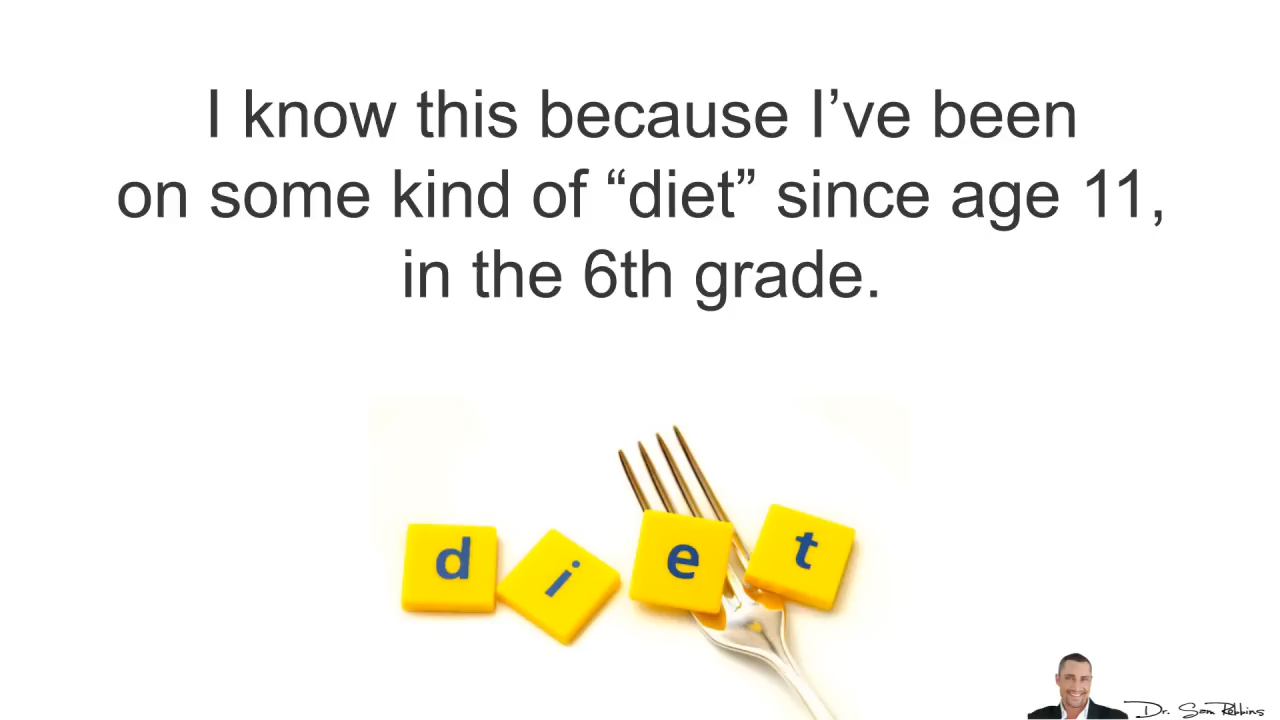 I know this because I’ve been
on some kind of “diet” since age 11,
in the 6th grade.
diet
Dr. Sam Robbins